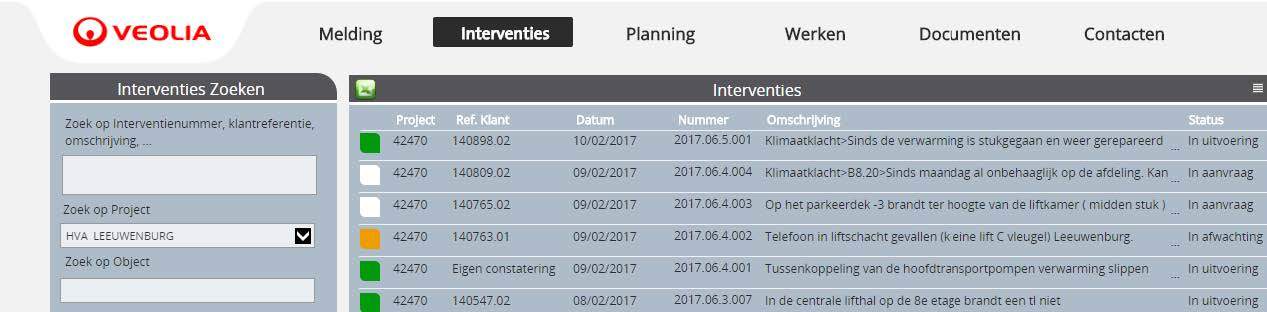 VEOLIA Melding Interventies Planning Werken Documenten Contacten
Interventies Zoeken
Zoek op Interventienummer, klantreferentie,
omschrijving, ...
Zoek op Project
HVA LEEUWENBURG
Zoek op Object
Interventies
Project Ref. Klant Datum Nummer Omschrijving Status
42470 140898.02 10/02/2017 2017.06.5.001 Klimaatklacht>Sinds de verwarming is stukgegaan en weer gerepareerd ... In uitvoering
42470 140809.02 09/02/2017 2017.06.4.004 Klimaatklacht>B8.20>Sinds maandag al onbehaaglijk op de afdeling. Kan ... In aanvraag
42470 140765.02 09/02/2017 2017.06.4.003 Op het parkeerdek -3 brandt ter hoogte van de liftkamer ( midden stuk ) ... In aanvraag
42470 140763.01 09/02/2017 2017.06.4.002 Telefoon in liftschacht gevallen (k eine lift C vleugel) Leeuwenburg. ... In afwachting
42470 Eigen constatering 09/02/2017 2017.06.4.001 Tussenkoppeling van de hoofdtransportpompen verwarming slippen ... In uitvoering
42470 140547.02 08/02/2017 2017.06.3.007 In de centrale lifthal op de 8e etage brandt een tl niet In uitvoering